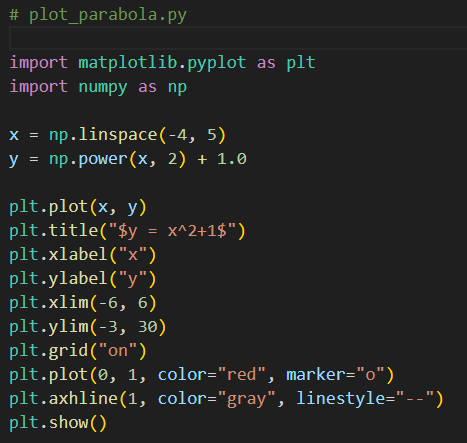 # plot_parabola.py
import matplotlib.pyplot as plt
import numpy as np
x = np.linspace(-4, 5)
y = np.power(x, 2) + 1.0
plt.plot(x, y)
plt.title("$y = x^2+1$")
plt.xlabel("x")
plt.ylabel("y")
plt.xlim(-6, 6)
plt.ylim(-3, 30)
plt.grid("on")
plt.plot(0, 1, color="red", marker="o")
plt.axhline(1, color="gray", linestyle="--")
plt.show()